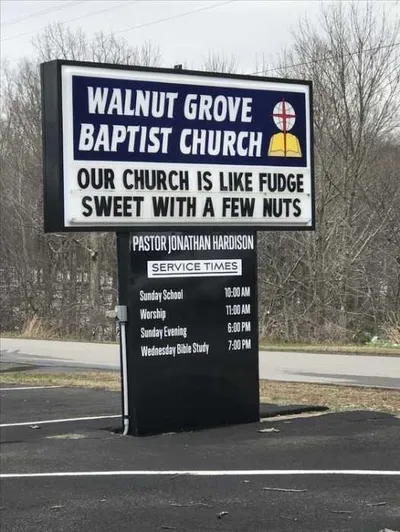 WALNUT GROVE
BAPTIST CHURCH
OUR CHURCH IS LIKE FUDGE
SWEET WITH A FEW NUTS
PASTOR JONATHAN HARDISON
SERVICE TIMES
Sunday School 10:00 AM
Worship 11:00 AM
Sunday Evening 6:00 PM
Wednesday Bible Study 7:00 PM